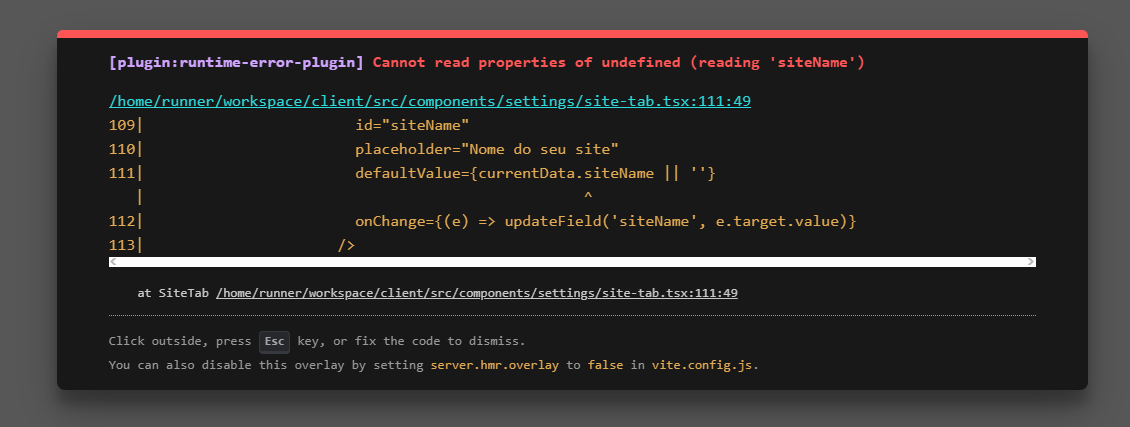 [plugin:runtime-error-plugin] Cannot read properties of undefined (reading 'siteName')
/home/runner/workspace/client/src/components/settings/site-tab.tsx:111:49
109|                        id="siteName"
110|                        placeholder="Nome do seu site"
111|                        defaultValue={currentData.siteName || ''}
   |                                                  ^
112|                        onChange={(e) => updateField('siteName', e.target.value)}
113|                      />
at SiteTab /home/runner/workspace/client/src/components/settings/site-tab.tsx:111:49
Click outside, press Esc key, or fix the code to dismiss.
You can also disable this overlay by setting server.hmr.overlay to false in vite.config.js.